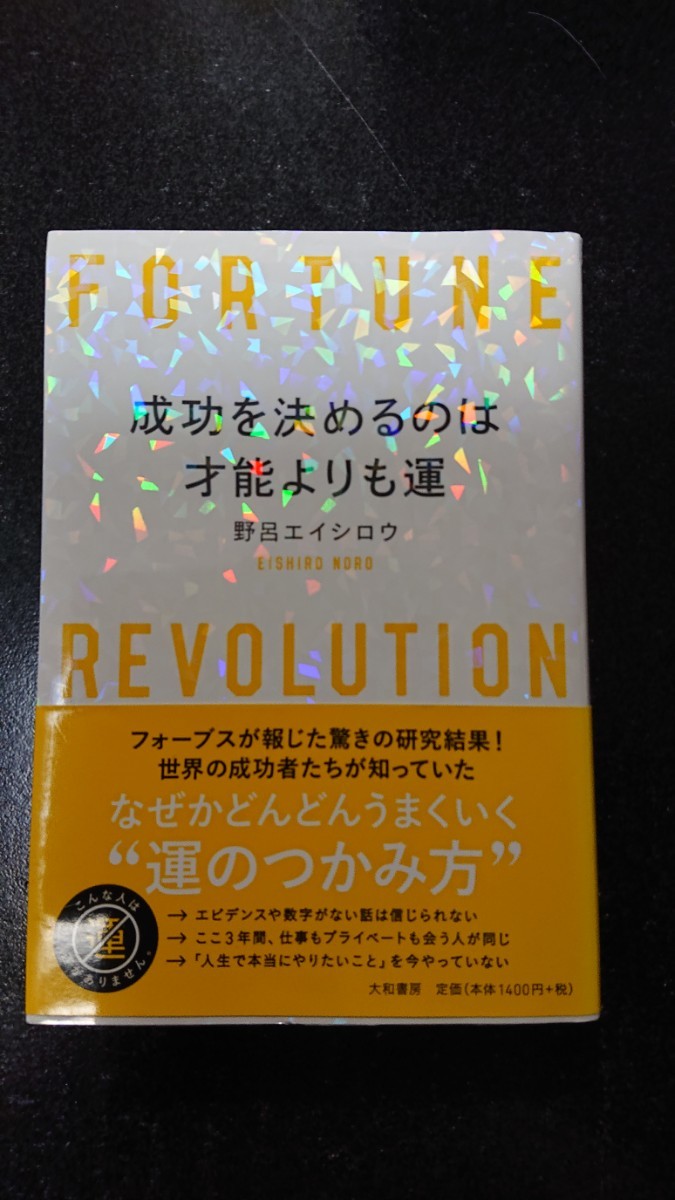 FORTUNE
成功を決めるのは
才能よりも運
野呂エイシロウ
EISHIRO NORO
REVOLUTION
フォーブスが報じた驚きの研究結果！
世界の成功者たちが知っていた
なぜかどんどんうまくいく
“運のつかみ方”
こんな人は
運
ありません。
→ エビデンスや数字がない話は信じられない
→ ここ3年間、仕事もプライベートも会う人が同じ
→「人生で本当にやりたいこと」を今やっていない
大和書房 定価（本体1400円+税）